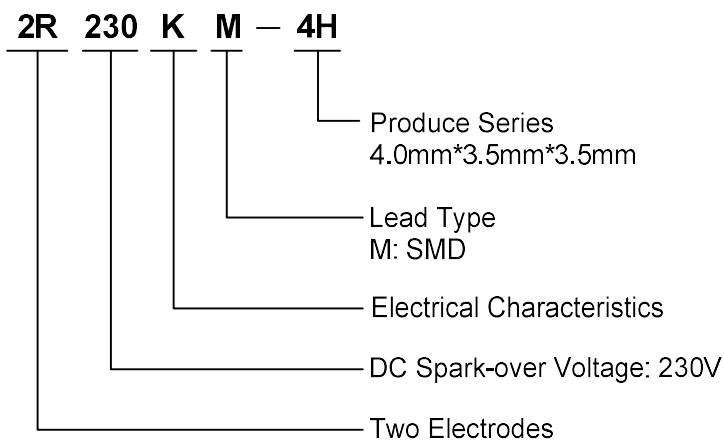 2R 230 K M — 4H
Produce Series
4.0mm*3.5mm*3.5mm
Lead Type
M: SMD
Electrical Characteristics
DC Spark-over Voltage: 230V
Two Electrodes